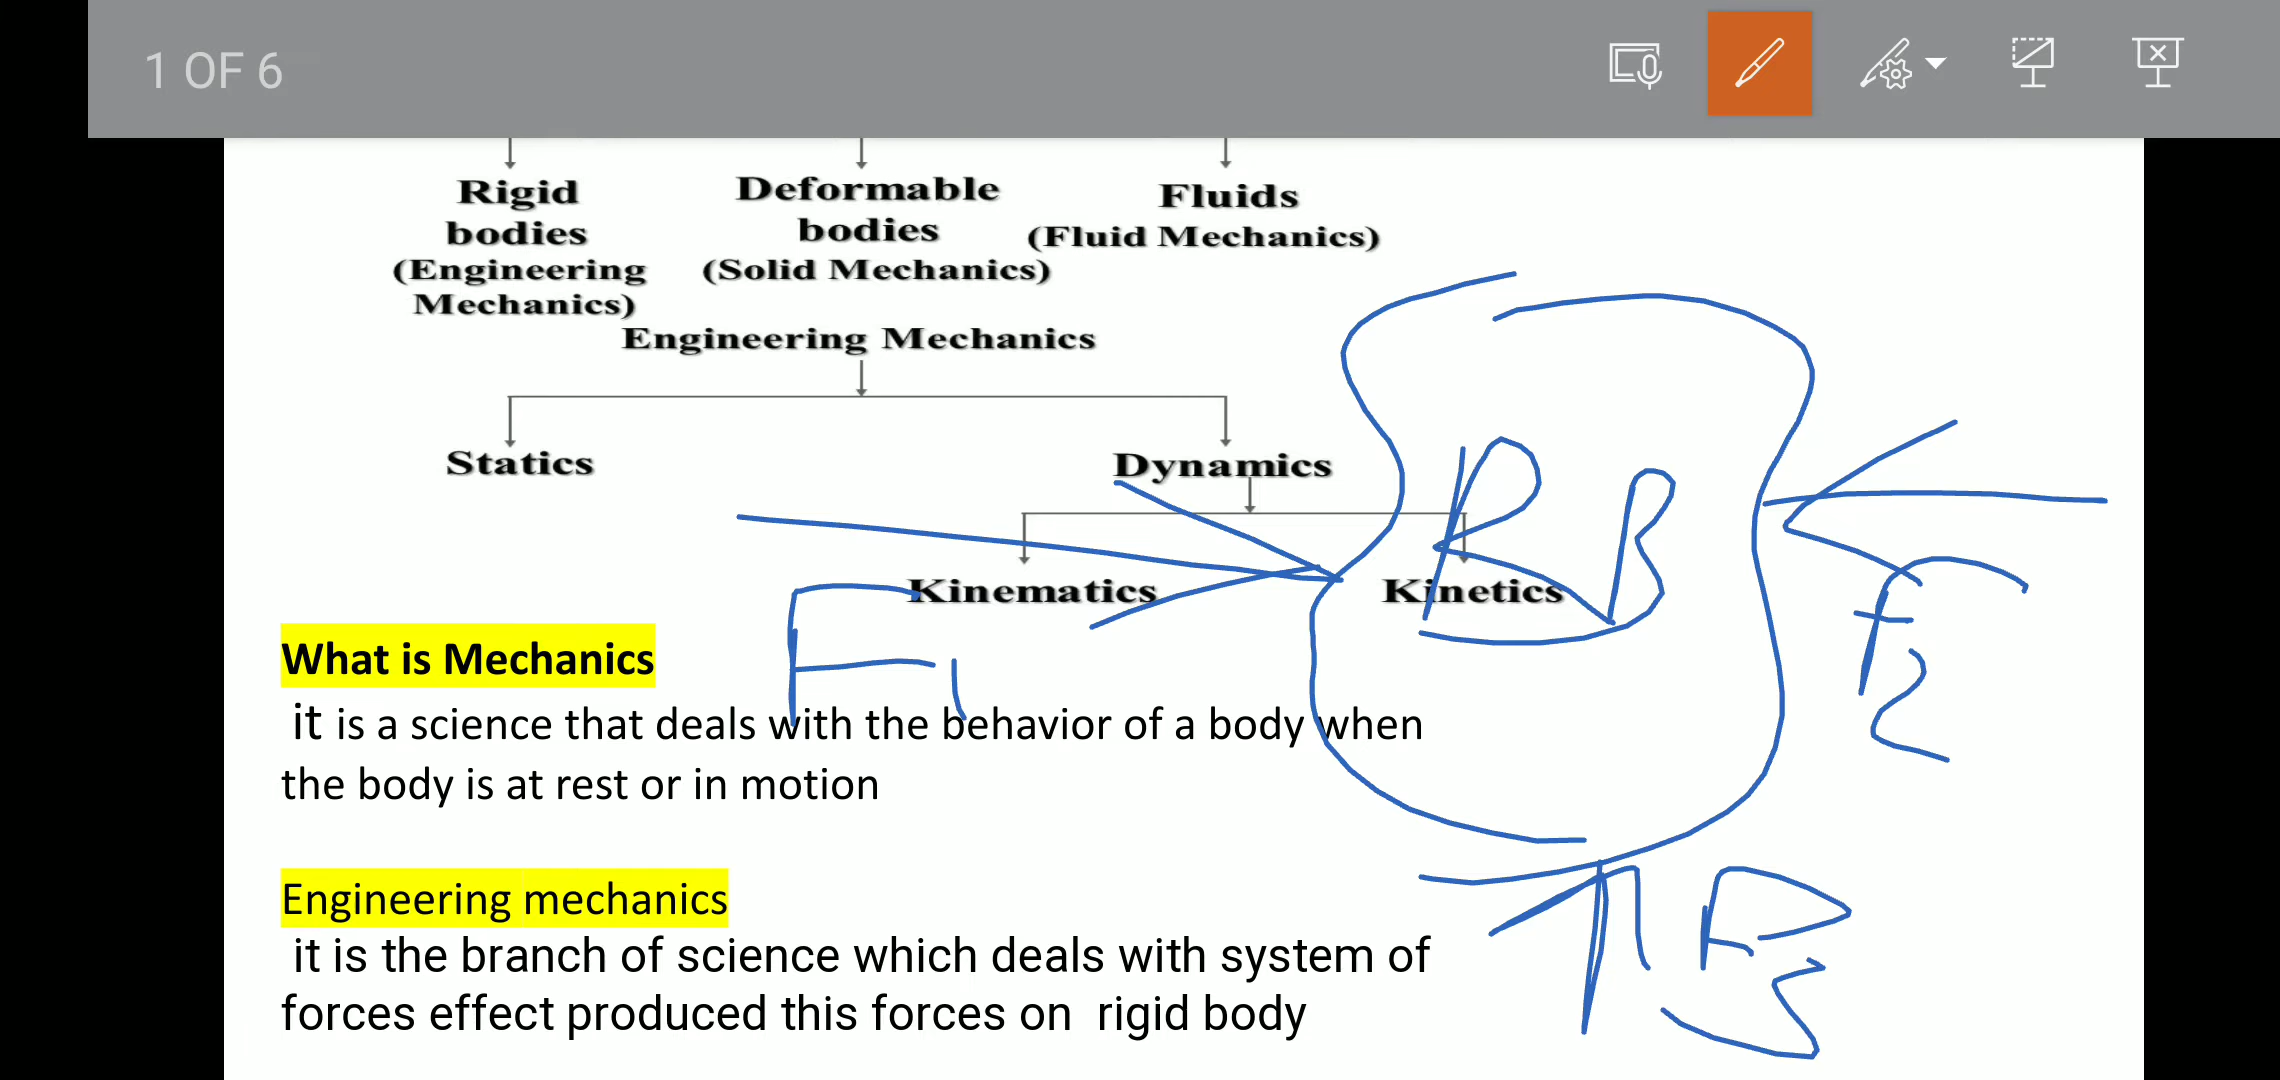 1 OF 6
Rigid bodies
(Engineering Mechanics)
Deformable bodies
(Solid Mechanics)
Fluids
(Fluid Mechanics)
Engineering Mechanics
Statics
Dynamics
Kinematics
Kinetics
RB
F1
F2
F3
What is Mechanics
it is a science that deals with the behavior of a body when
the body is at rest or in motion
Engineering mechanics
it is the branch of science which deals with system of
forces effect produced this forces on rigid body